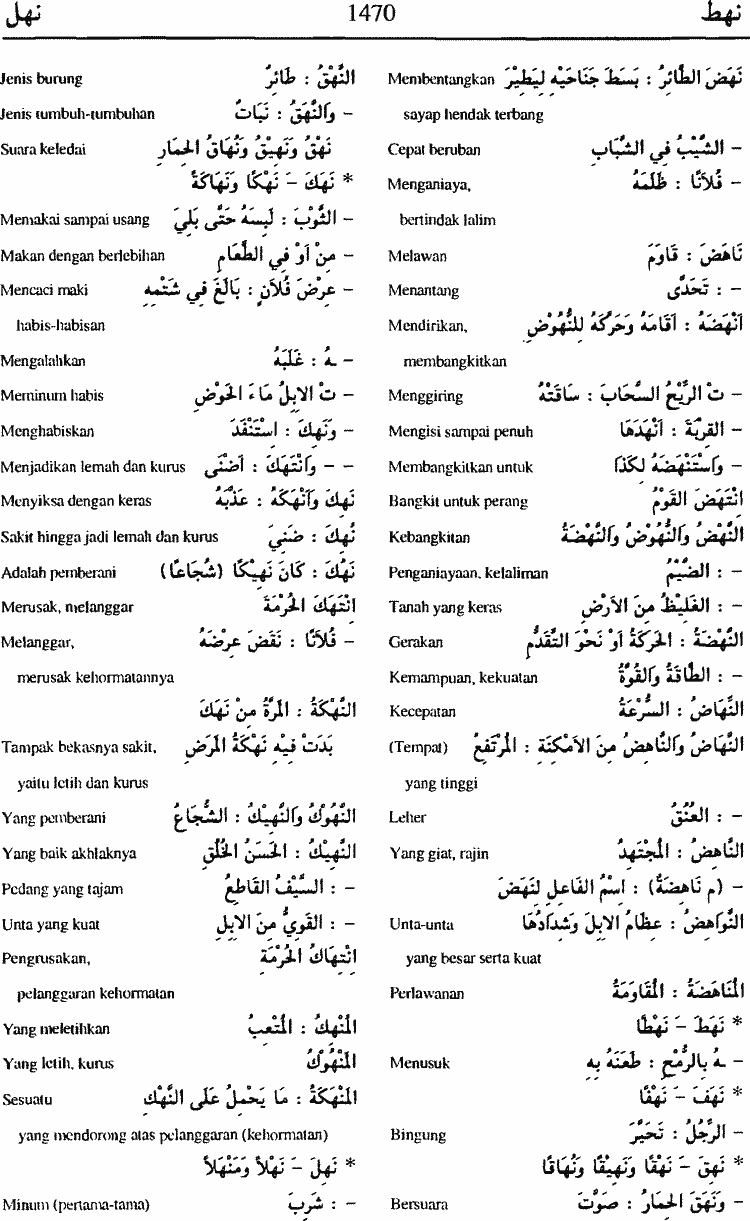 نهط 1470 نهل
Membentangkan نَهَضَ الطَّائِرُ : بَسَطَ جَنَاحَيْهِ لِيَطِيْرَ
sayap hendak terbang
Cepat beruban – الشَّيْبُ فِي الشَّبَابِ
Menganiaya, – فُلاَنًا : ظَلَمَهُ
bertindak lalim
Melawan نَاهَضَ : قَاوَمَ
Menantang – : تَحَدَّى
Mendirikan, أَنْهَضَهُ : أَقَامَهُ وَحَرَّكَهُ لِلنُّهُوْضِ
membangkitkan
Menggiring – تْ الرِّيْحُ السَّحَابَ : سَاقَتْهُ
Mengisi sampai penuh – القِرْبَةَ : أَنْهَدَهَا
Membangkitkan untuk – وَاسْتَنْهَضَهُ لِكَذَا
Bangkit untuk perang اِنْتَهَضَ القَوْمُ
Kebangkitan النَّهْضُ وَالنُّهُوْضُ وَالنَّهْضَةُ
Penganiayaan, kelaliman – : الضَّيْمُ
Tanah yang keras – : الغَلِيْظُ مِنَ الأَرْضِ
Gerakan النَّهْضَةُ : الحَرَكَةُ أَوْ نَحْوَ التَّقَدُّمِ
Kemampuan, kekuatan – : الطَّاقَةُ وَالقُوَّةُ
Kecepatan النَّهَاضُ : السُّرْعَةُ
(Tempat) النَّهَاضُ وَالنَّاهِضُ مِنَ الأَمْكِنَةِ : المُرْتَفِعُ
yang tinggi
Leher – : العُنُقُ
Yang giat, rajin النَّاهِضُ : المُجْتَهِدُ
– (م نَاهِضَةٌ) : اسْمُ الفَاعِلِ لِنَهَضَ
Unta-unta النَّوَاهِضُ : عِظَامُ الإِبِلِ وَشِدَادُهَا
yang besar serta kuat
Perlawanan المُنَاهَضَةُ : المُقَاوَمَةُ
* نَهَطَ – نَهْطًا
Menusuk – هُ بِالرُّمْحِ : طَعَنَهُ بِهِ
* نَهَفَ – نَهْفًا
Bingung – الرَّجُلُ : تَحَيَّرَ
* نَهِقَ – نَهْقًا وَنَهِيْقًا وَنُهَاقًا
Bersuara – وَنَهَقَ الحِمَارُ : صَوَّتَ
Jenis burung النَّهْقُ : طَائِرٌ
Jenis tumbuh-tumbuhan – وَالنَّهَقُ : نَبَاتٌ
Suara keledai نَهْقُ وَنَهِيْقُ وَنُهَاقُ الحِمَارِ
* نَهَكَ – نَهْكًا وَنَهَاكَةً
Memakai sampai usang – الثَّوْبَ : لَبِسَهُ حَتَّى بَلِيَ
Makan dengan berlebihan – مِنْ أَوْ فِي الطَّعَامِ
Mencaci maki – عِرْضَ فُلاَنٍ : بَالَغَ فِي شَتْمِهِ
habis-habisan
Mengalahkan – هُ : غَلَبَهُ
Meminum habis – تْ الإِبِلُ مَاءَ الحَوْضِ
Menghabiskan – وَنَهِكَ : اسْتَنْفَدَ
Menjadikan lemah dan kurus – – وَانْتَهَكَ : أَضْنَى
Menyiksa dengan keras نَهِكَ وَأَنْهَكَهُ : عَذَّبَهُ
Sakit hingga jadi lemah dan kurus نُهِكَ : ضَنِيَ
Adalah pemberani نَهُكَ : كَانَ نَهِيْكًا (شُجَاعًا)
Merusak, melanggar اِنْتَهَكَ الحُرْمَةَ
Melanggar, – فُلاَنًا : نَقَضَ عِرْضَهُ
merusak kehormatannya
النَّهْكَةُ : المَرَّةُ مِنْ نَهَكَ
Tampak bekasnya sakit, بَدَتْ فِيْهِ نَهْكَةُ المَرَضِ
yaitu letih dan kurus
Yang pemberani النَّهُوْكُ وَالنَّهِيْكُ : الشُّجَاعُ
Yang baik akhlaknya النَّهِيْكُ : الحَسَنُ الخُلُقِ
Pedang yang tajam – : السَّيْفُ القَاطِعُ
Unta yang kuat – : القَوِيُّ مِنَ الإِبِلِ
Pengrusakan, اِنْتِهَاكُ الحُرْمَةِ
pelanggaran kehormatan
Yang meletihkan المُنْهِكُ : المُتْعِبُ
Yang letih, kurus المَنْهُوْكُ
Sesuatu المَنْهَكَةُ : مَا يَحْمِلُ عَلَى النَّهْكِ
yang mendorong atas pelanggaran (kehormatan)
* نَهِلَ – نَهَلاً وَمَنْهَلاً
Minum (pertama-tama) – : شَرِبَ